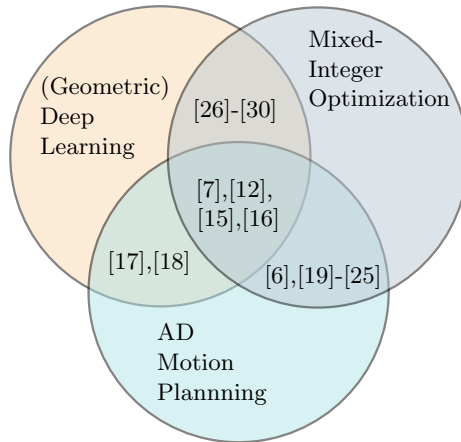 (Geometric)
Deep
Learning
Mixed-
Integer
Optimization
[26]-[30]
[7],[12],
[15],[16]
[17],[18]
[6],[19]-[25]
AD
Motion
Plannning